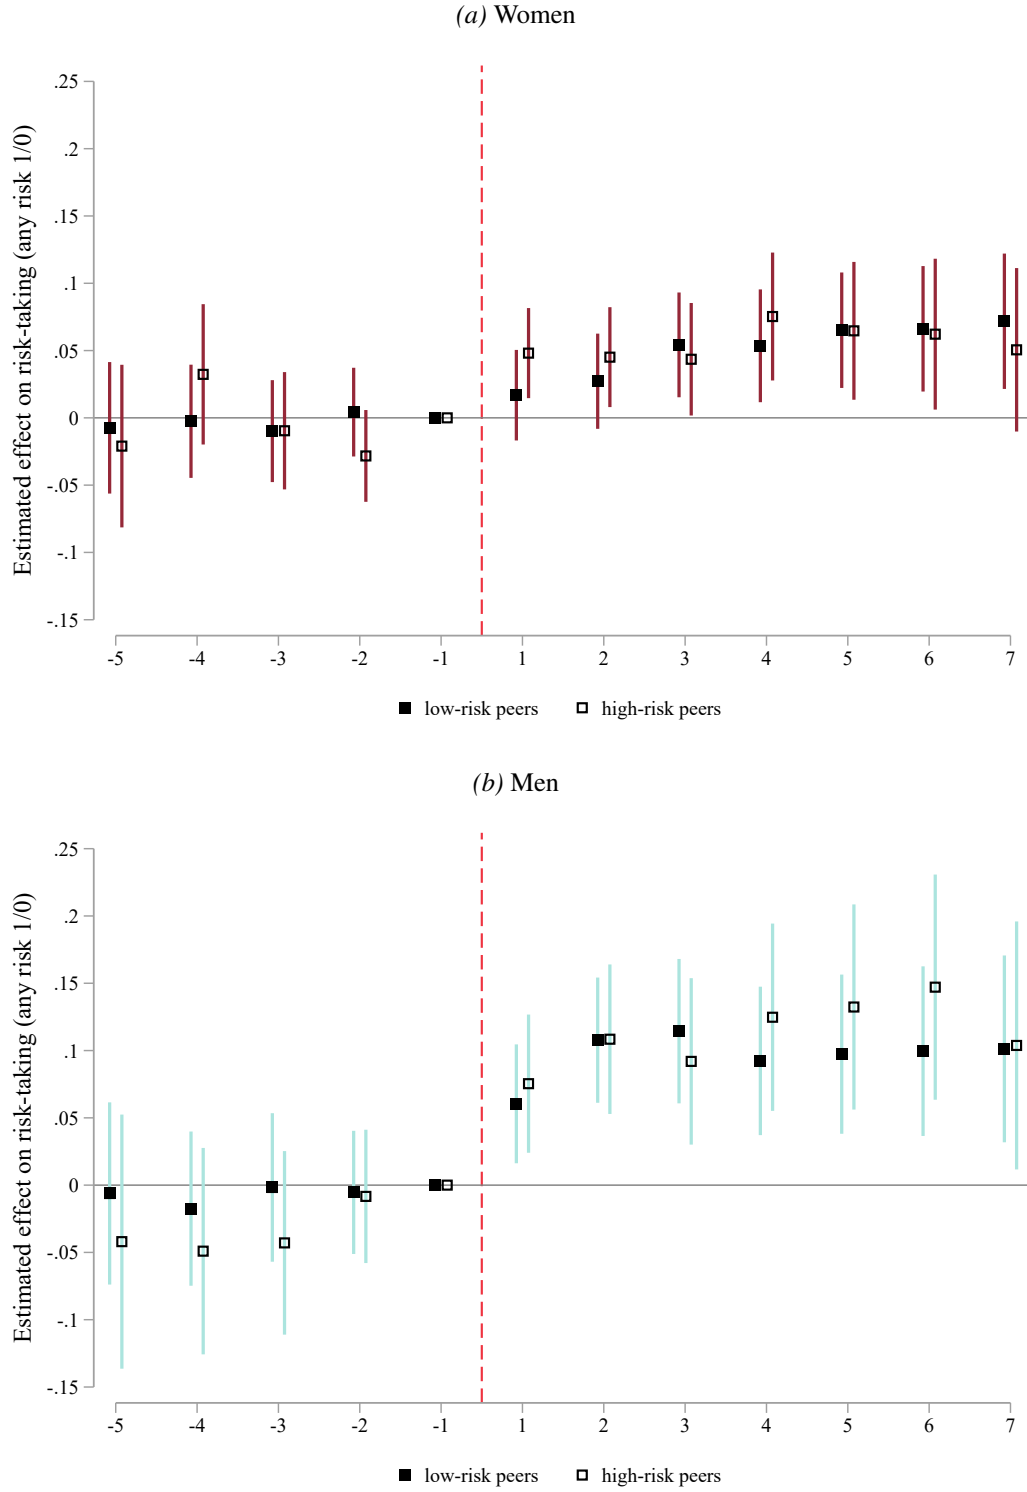 (a) Women
Estimated effect on risk-taking (any risk 1/0)
.25
.2
.15
.1
.05
0
-.05
-.1
-.15
-5 -4 -3 -2 -1 1 2 3 4 5 6 7
low-risk peers high-risk peers
(b) Men
Estimated effect on risk-taking (any risk 1/0)
.25
.2
.15
.1
.05
0
-.05
-.1
-.15
-5 -4 -3 -2 -1 1 2 3 4 5 6 7
low-risk peers high-risk peers